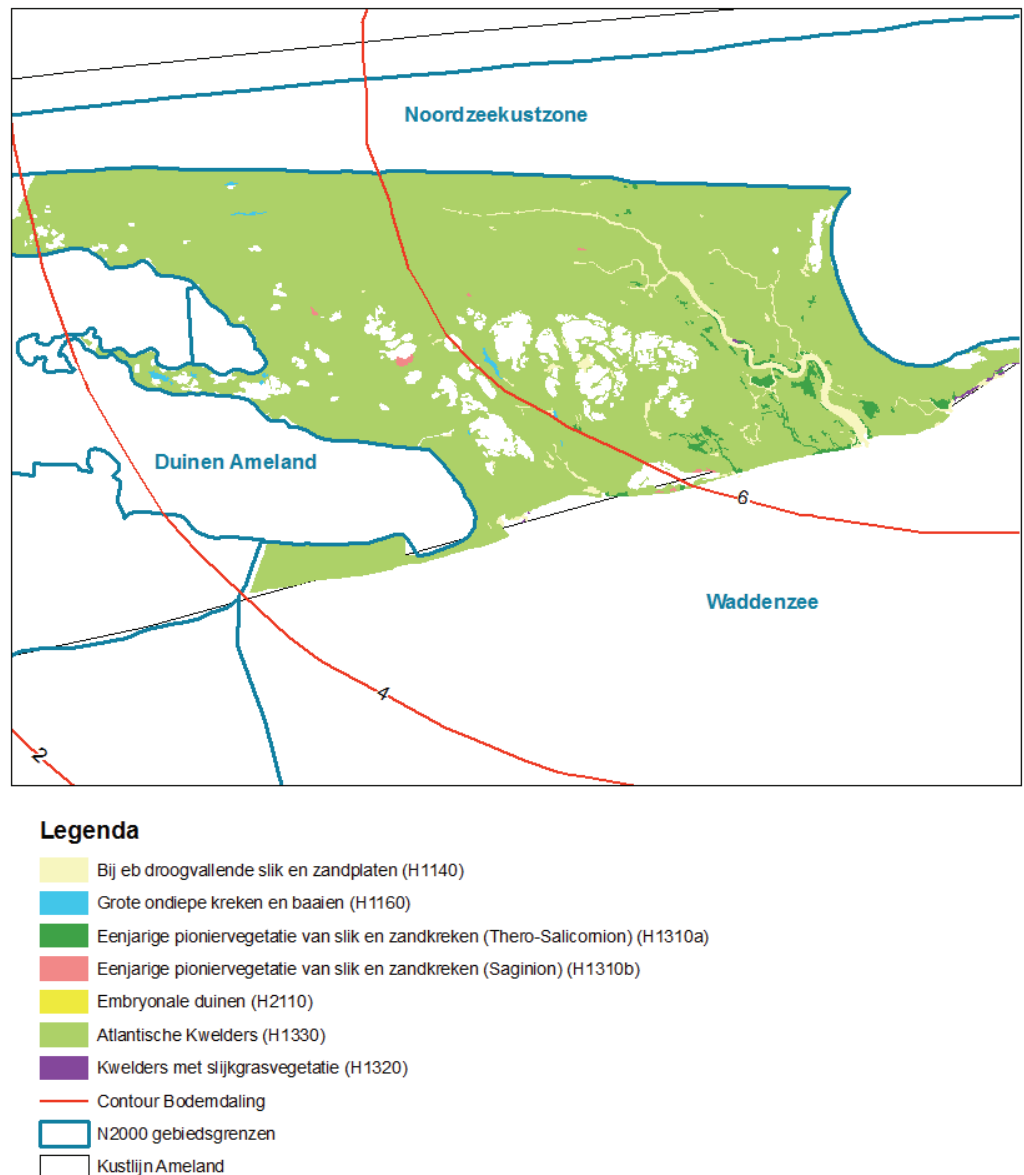 Noordzeekustzone
Duinen Ameland
6
Waddenzee
4
2
Legenda
Bij eb droogvallende slik en zandplaten (H1140)
Grote ondiepe kreken en baaien (H1160)
Eenjarige pioniervegetatie van slik en zandkreken (Thero-Salicornion) (H1310a)
Eenjarige pioniervegetatie van slik en zandkreken (Saginion) (H1310b)
Embryonale duinen (H2110)
Atlantische Kwelders (H1330)
Kwelders met slijkgrasvegetatie (H1320)
Contour Bodemdaling
N2000 gebiedsgrenzen
Kustlijn Ameland